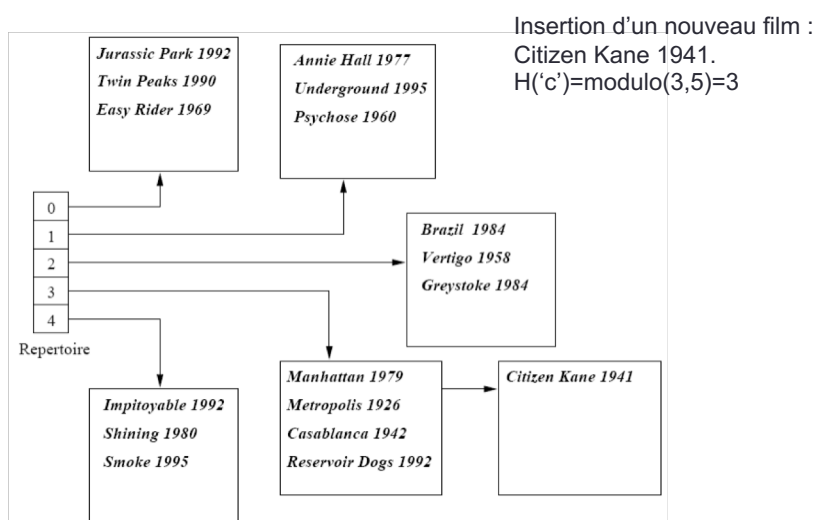 Insertion d’un nouveau film :
Citizen Kane 1941.
H(‘c’)=modulo(3,5)=3
Jurassic Park 1992
Twin Peaks 1990
Easy Rider 1969
Annie Hall 1977
Underground 1995
Psychose 1960
0
1
2
3
4
Repertoire
Brazil 1984
Vertigo 1958
Greystoke 1984
Impitoyable 1992
Shining 1980
Smoke 1995
Manhattan 1979
Metropolis 1926
Casablanca 1942
Reservoir Dogs 1992
Citizen Kane 1941